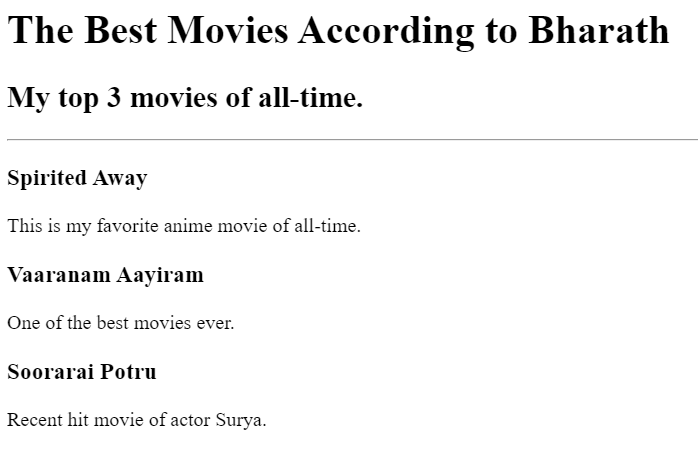 The Best Movies According to Bharath
My top 3 movies of all-time.
Spirited Away
This is my favorite anime movie of all-time.
Vaaranam Aayiram
One of the best movies ever.
Soorarai Potru
Recent hit movie of actor Surya.